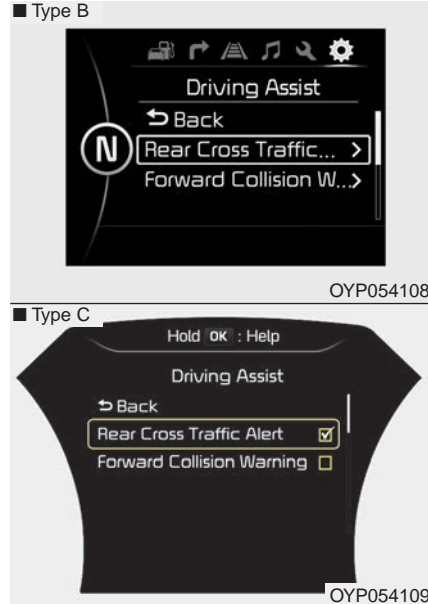 ■ Type B
Driving Assist
Back
N
Rear Cross Traffic... >
Forward Collision W...>
OYP054108
■ Type C
Hold OK : Help
Driving Assist
Back
Rear Cross Traffic Alert
Forward Collision Warning
OYP054109